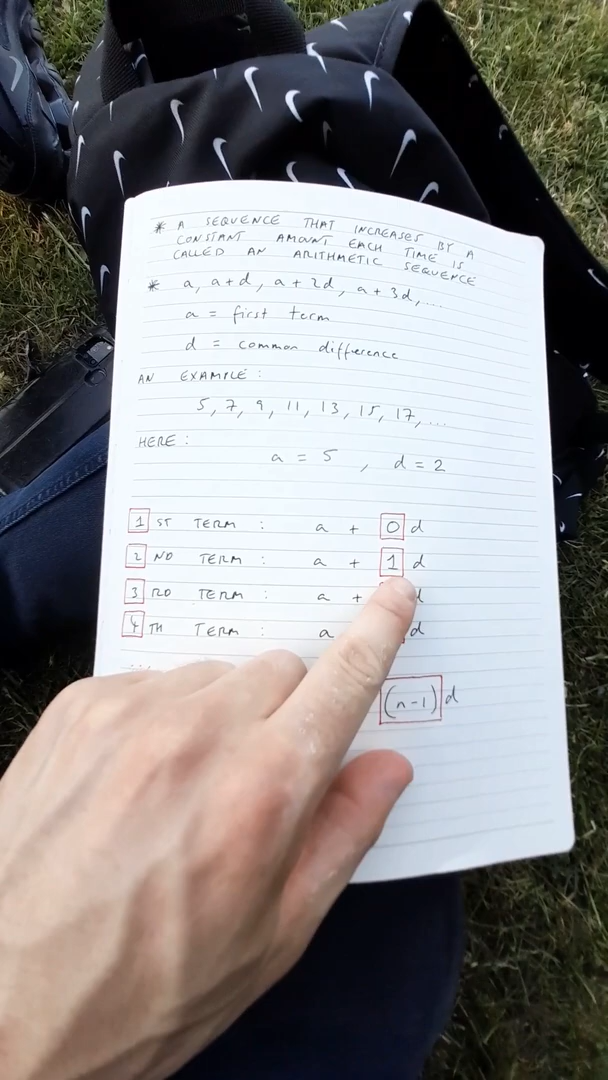 * A SEQUENCE THAT INCREASES BY A
CONSTANT AMOUNT EACH TIME IS
CALLED AN ARITHMETIC SEQUENCE
* a, a+d, a+2d, a+3d,....
a = first term
d = common difference
AN EXAMPLE:
5, 7, 9, 11, 13, 15, 17,...
HERE:
a = 5 , d = 2
1 ST TERM : a + 0 d
2 ND TERM : a + 1 d
3 RD TERM : a + d
4 TH TERM : a d
(n-1) d